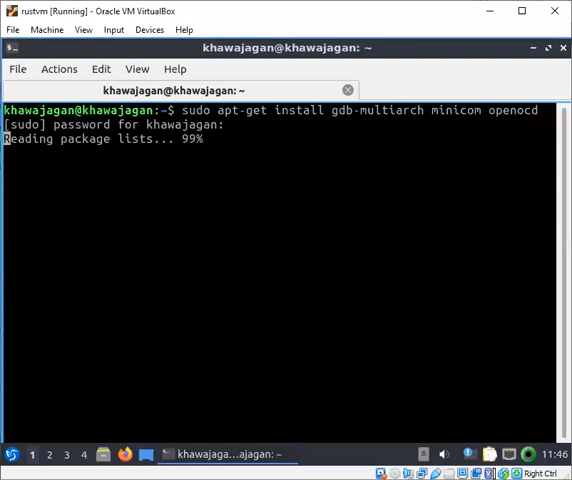 rustvm [Running] - Oracle VM VirtualBox
File Machine View Input Devices Help
khawajagan@khawajagan: ~
File Actions Edit View Help
khawajagan@khawajagan: ~
khawajagan@khawajagan:~$ sudo apt-get install gdb-multiarch minicom openocd
[sudo] password for khawajagan:
Reading package lists... 99%
1 2 3 4 khawajaga...ajagan: ~ 11:46
Right Ctrl